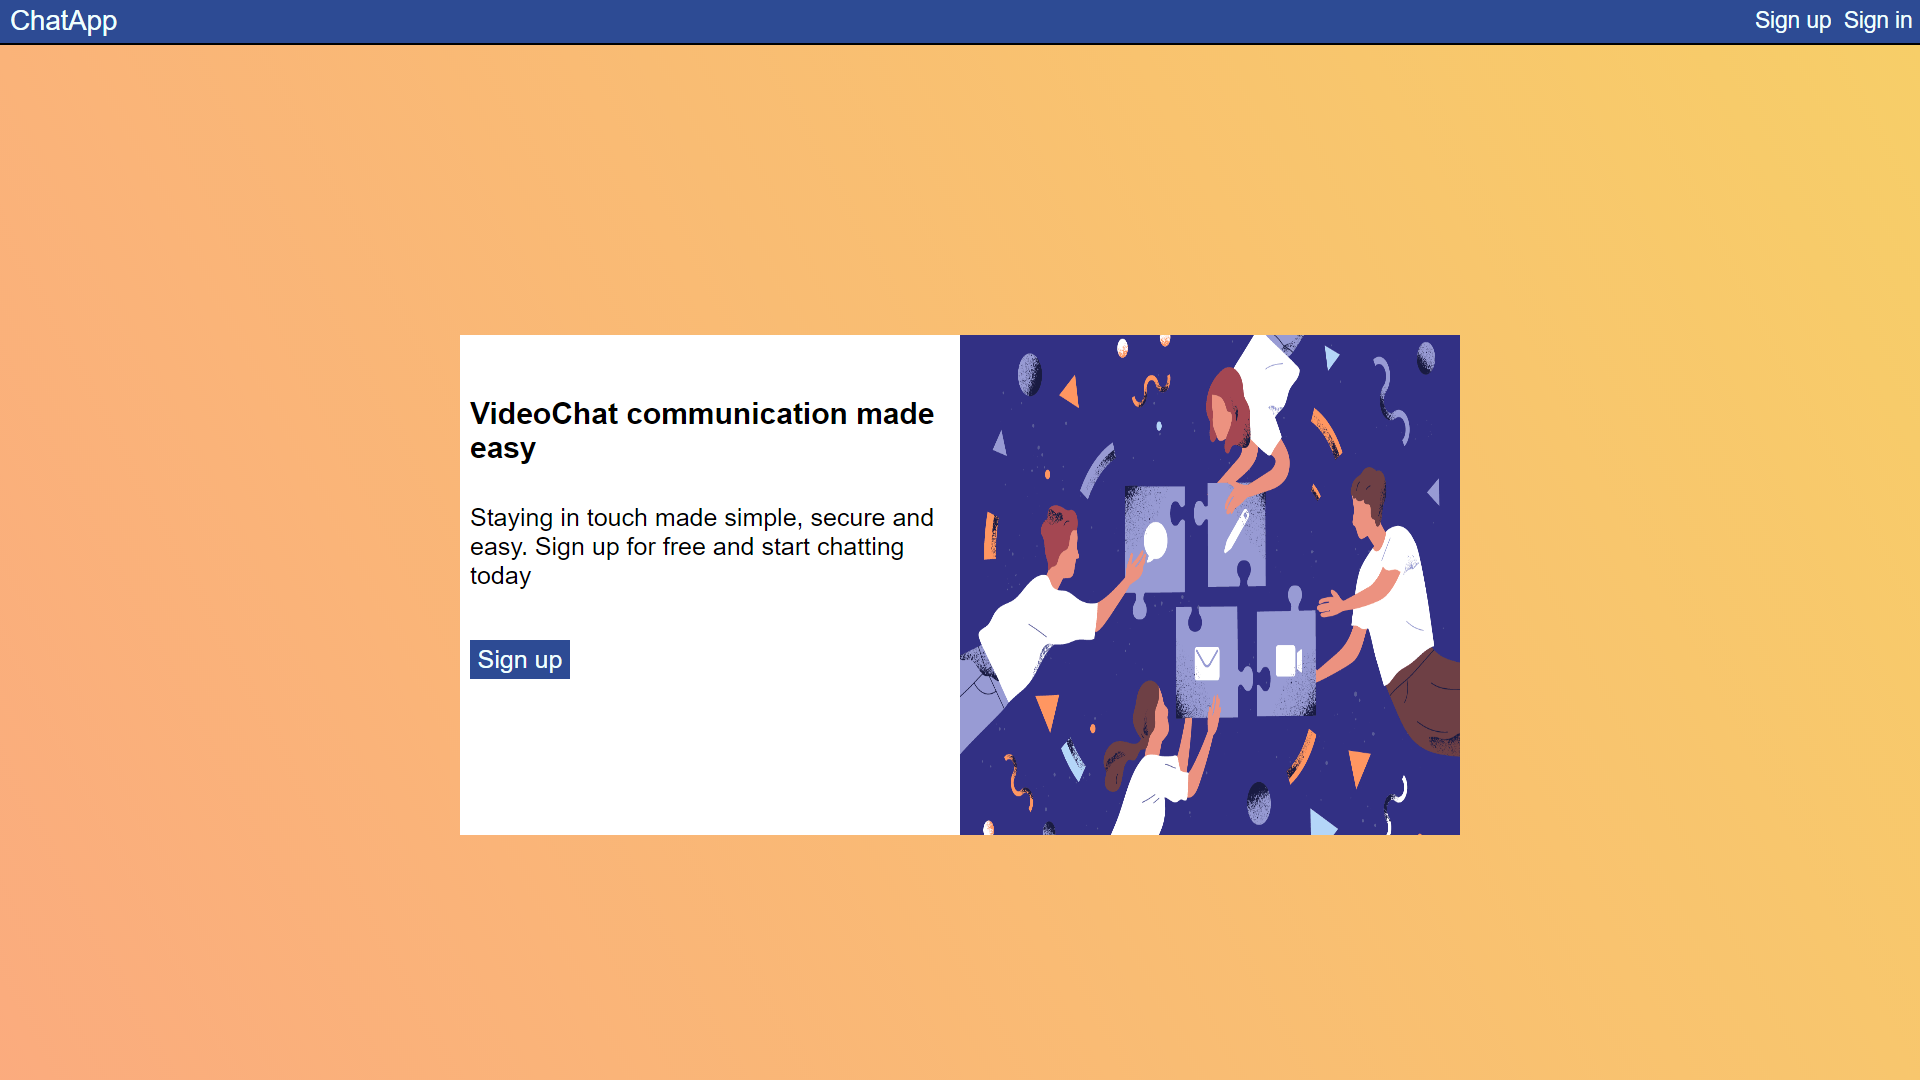 ChatApp
Sign up Sign in
VideoChat communication made
easy
Staying in touch made simple, secure and
easy. Sign up for free and start chatting
today
Sign up